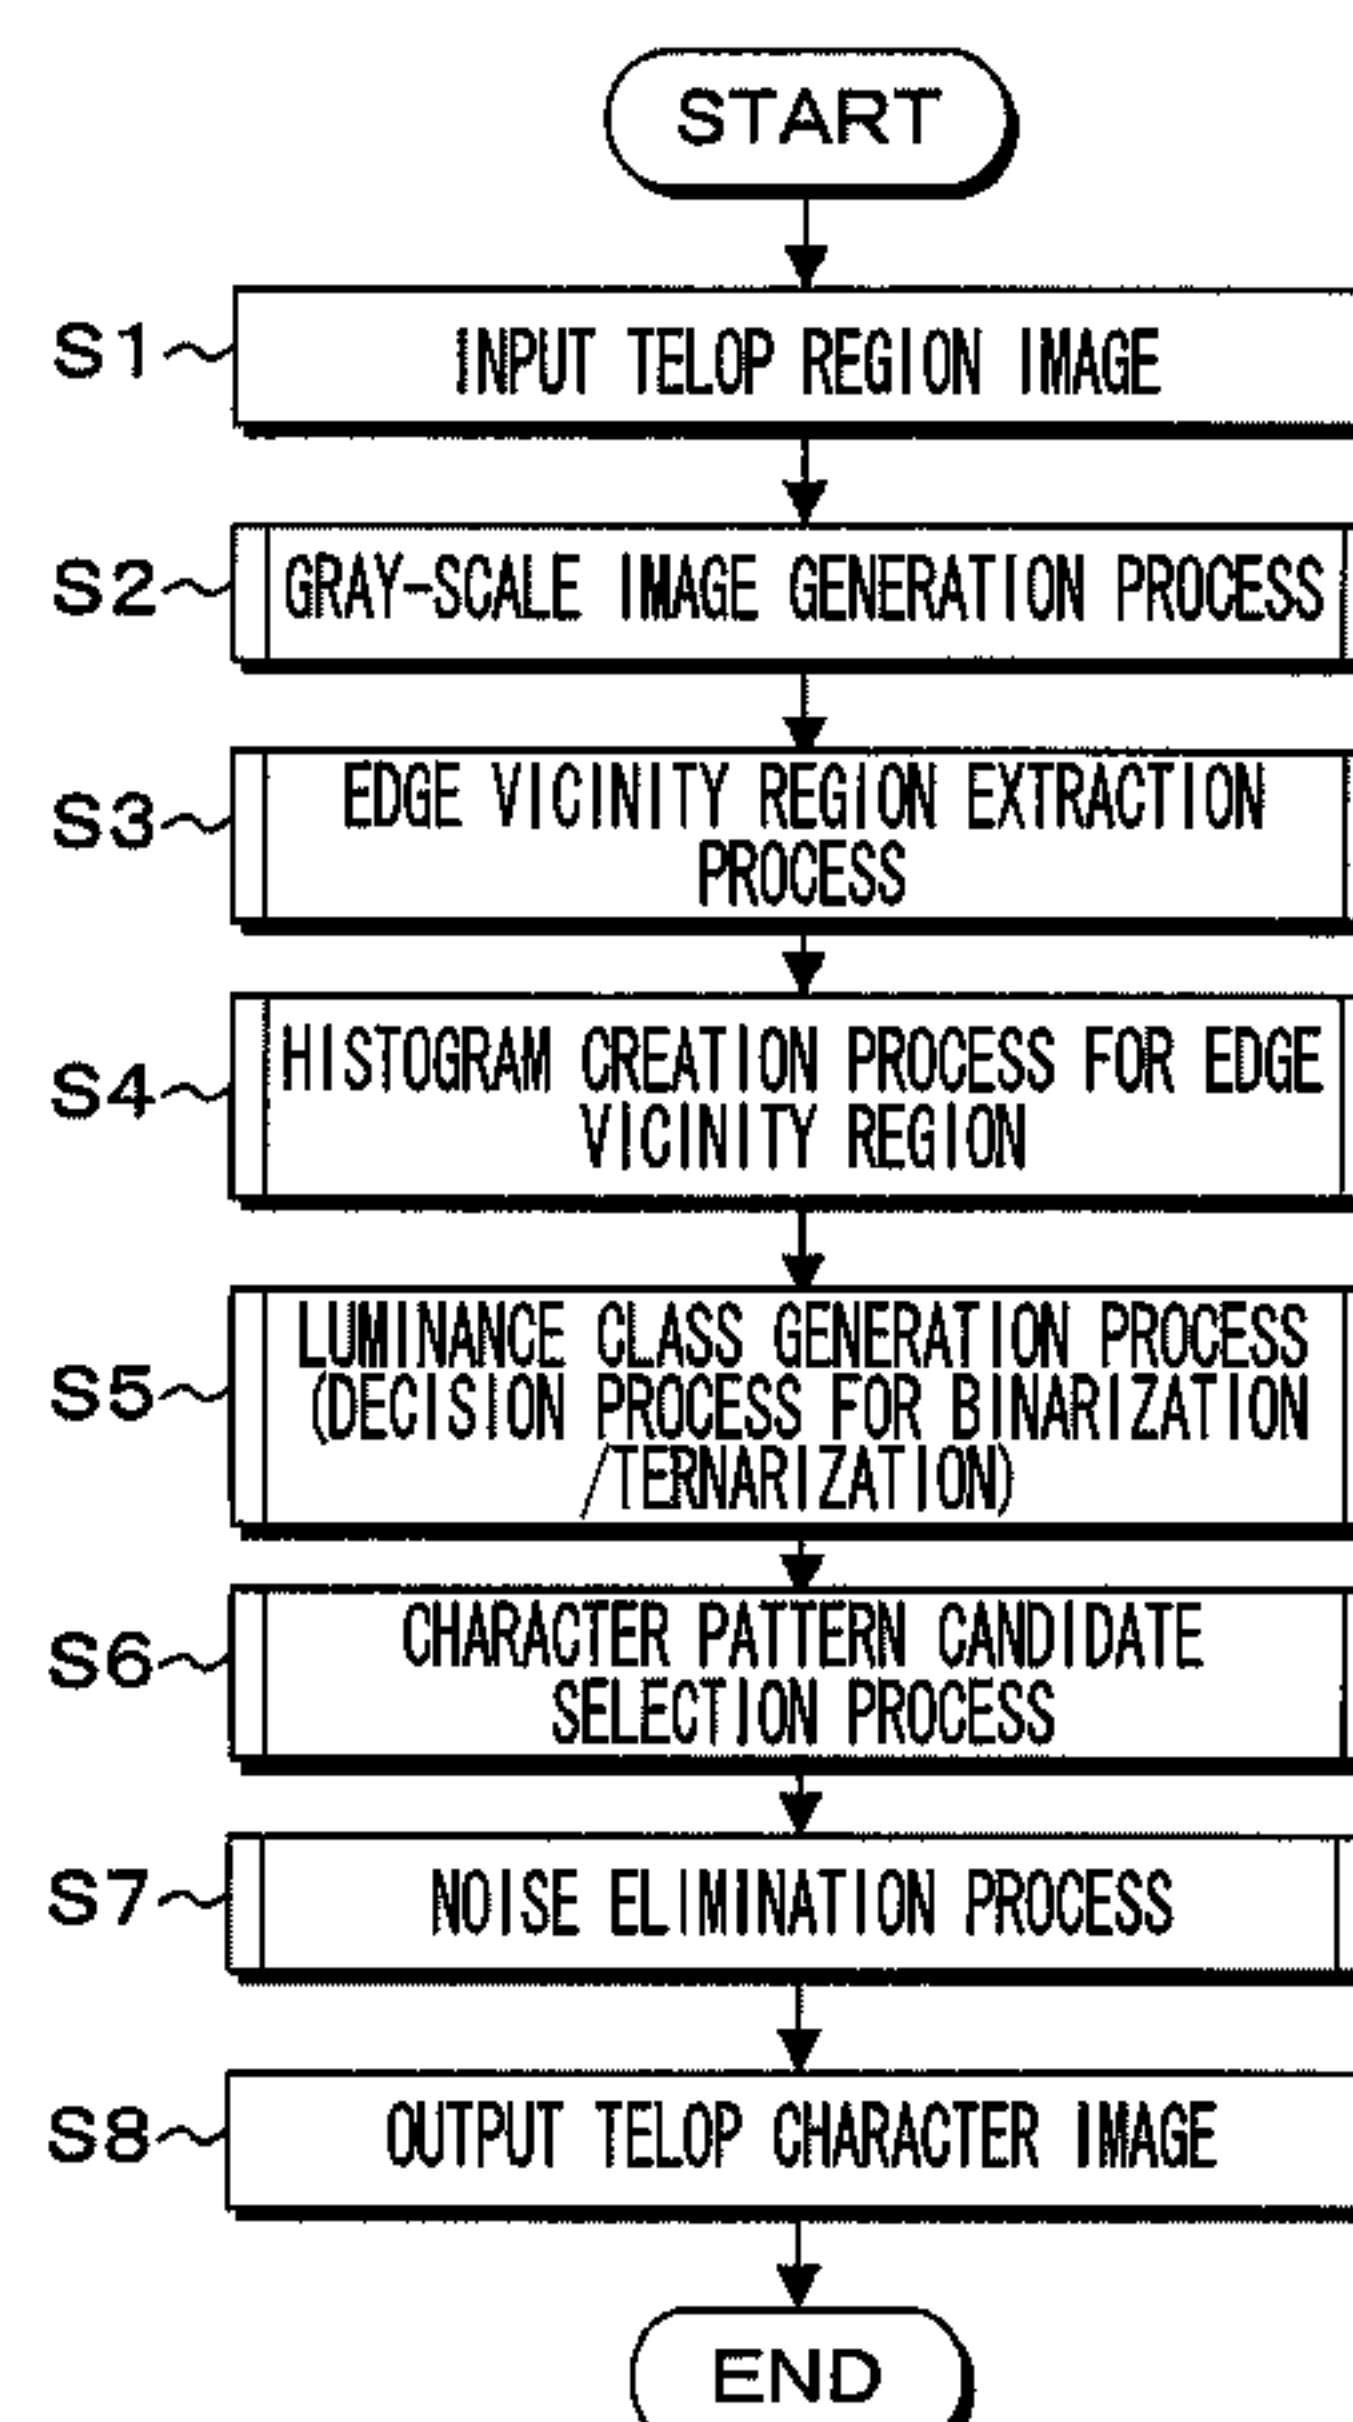 START
S1
INPUT TELOP REGION IMAGE
S2
GRAY-SCALE IMAGE GENERATION PROCESS
S3
EDGE VICINITY REGION EXTRACTION
PROCESS
S4
HISTOGRAM CREATION PROCESS FOR EDGE
VICINITY REGION
S5
LUMINANCE CLASS GENERATION PROCESS
(DECISION PROCESS FOR BINARIZATION
/TERNARIZATION)
S6
CHARACTER PATTERN CANDIDATE
SELECTION PROCESS
S7
NOISE ELIMINATION PROCESS
S8
OUTPUT TELOP CHARACTER IMAGE
END